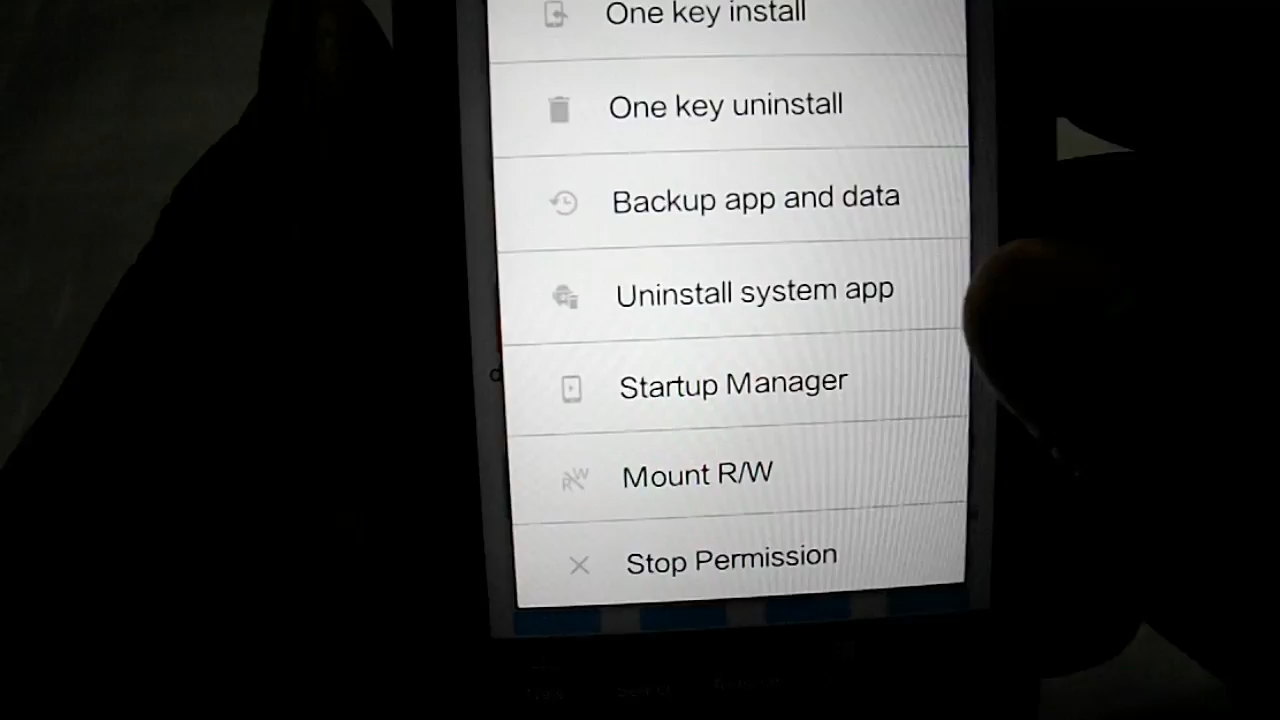 One key install
One key uninstall
Backup app and data
Uninstall system app
Startup Manager
Mount R/W
Stop Permission